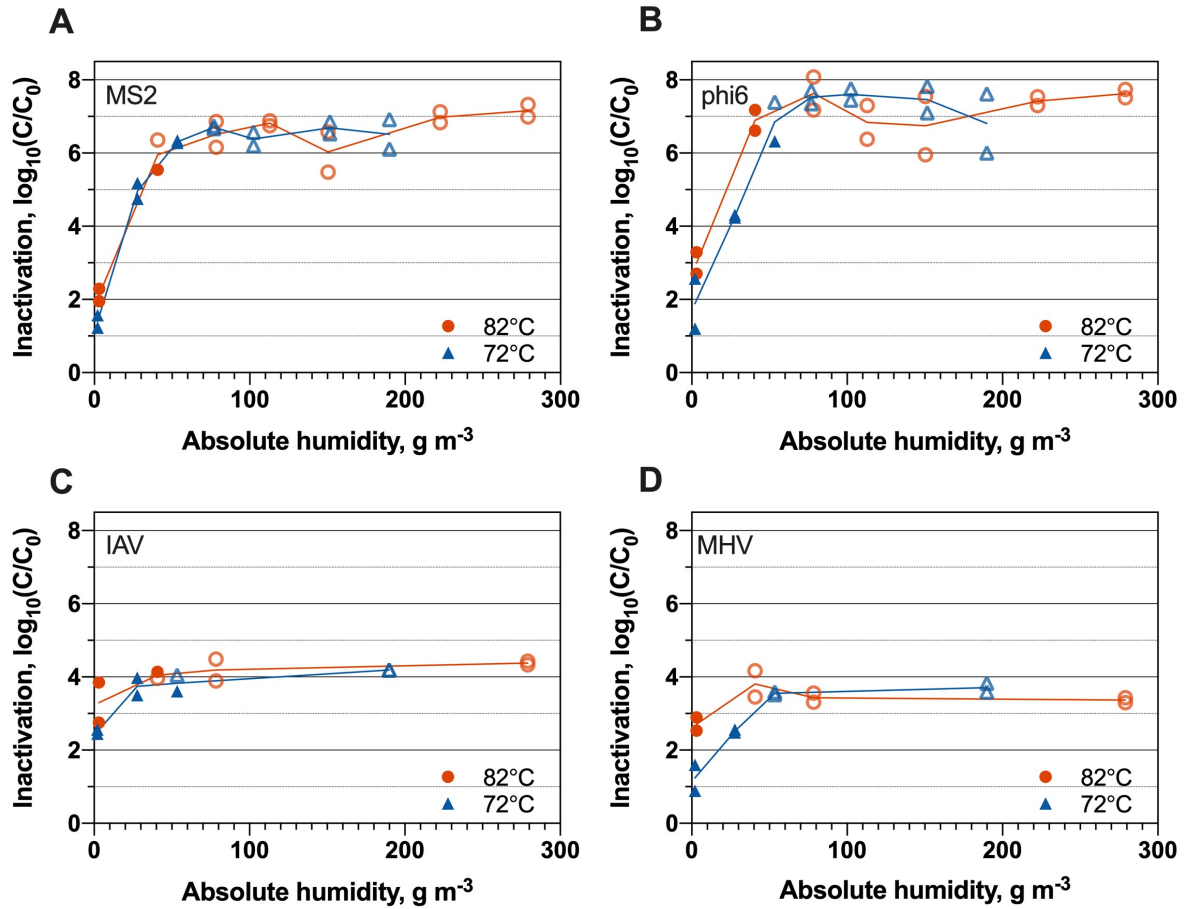 A
MS2
Inactivation, log10(C/C0)
8
6
4
2
0
82°C
72°C
0 100 200 300
Absolute humidity, g m-3
B
phi6
Inactivation, log10(C/C0)
8
6
4
2
0
82°C
72°C
0 100 200 300
Absolute humidity, g m-3
C
IAV
Inactivation, log10(C/C0)
8
6
4
2
0
82°C
72°C
0 100 200 300
Absolute humidity, g m-3
D
MHV
Inactivation, log10(C/C0)
8
6
4
2
0
82°C
72°C
0 100 200 300
Absolute humidity, g m-3